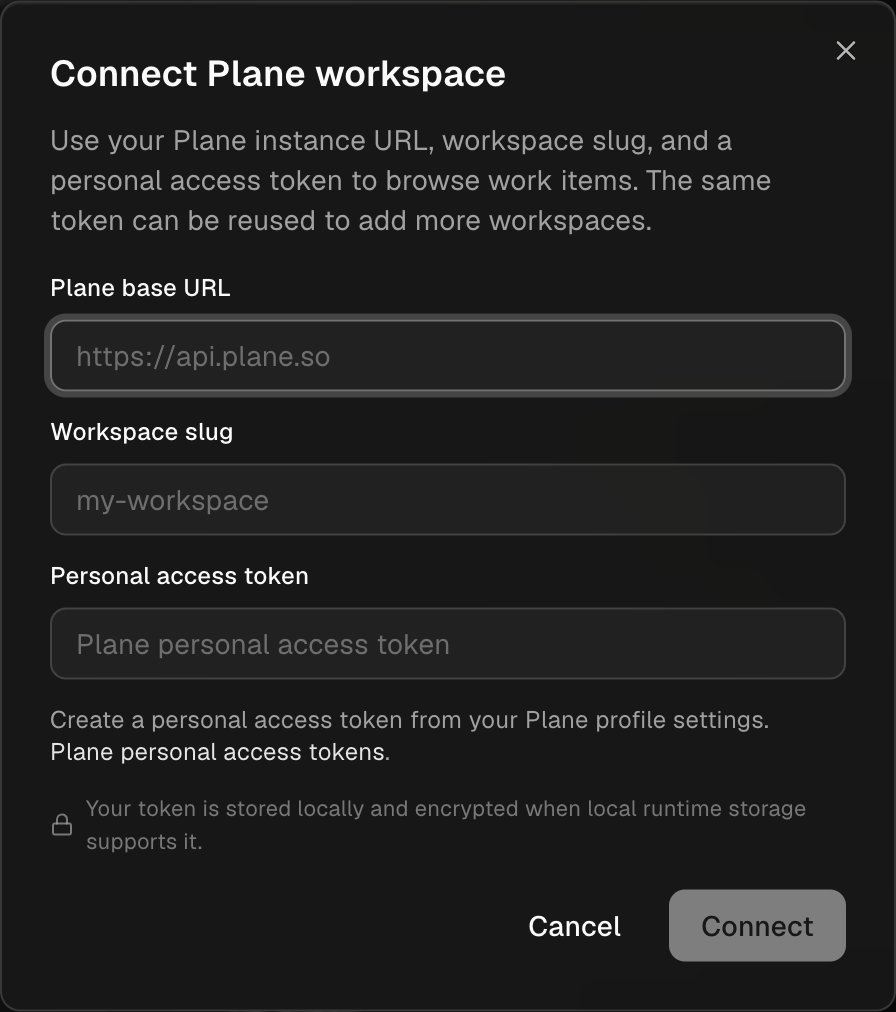 Connect Plane workspace
Use your Plane instance URL, workspace slug, and a
personal access token to browse work items. The same
token can be reused to add more workspaces.
Plane base URL
https://api.plane.so
Workspace slug
my-workspace
Personal access token
Plane personal access token
Create a personal access token from your Plane profile settings.
Plane personal access tokens.
Your token is stored locally and encrypted when local runtime storage
supports it.
Cancel
Connect